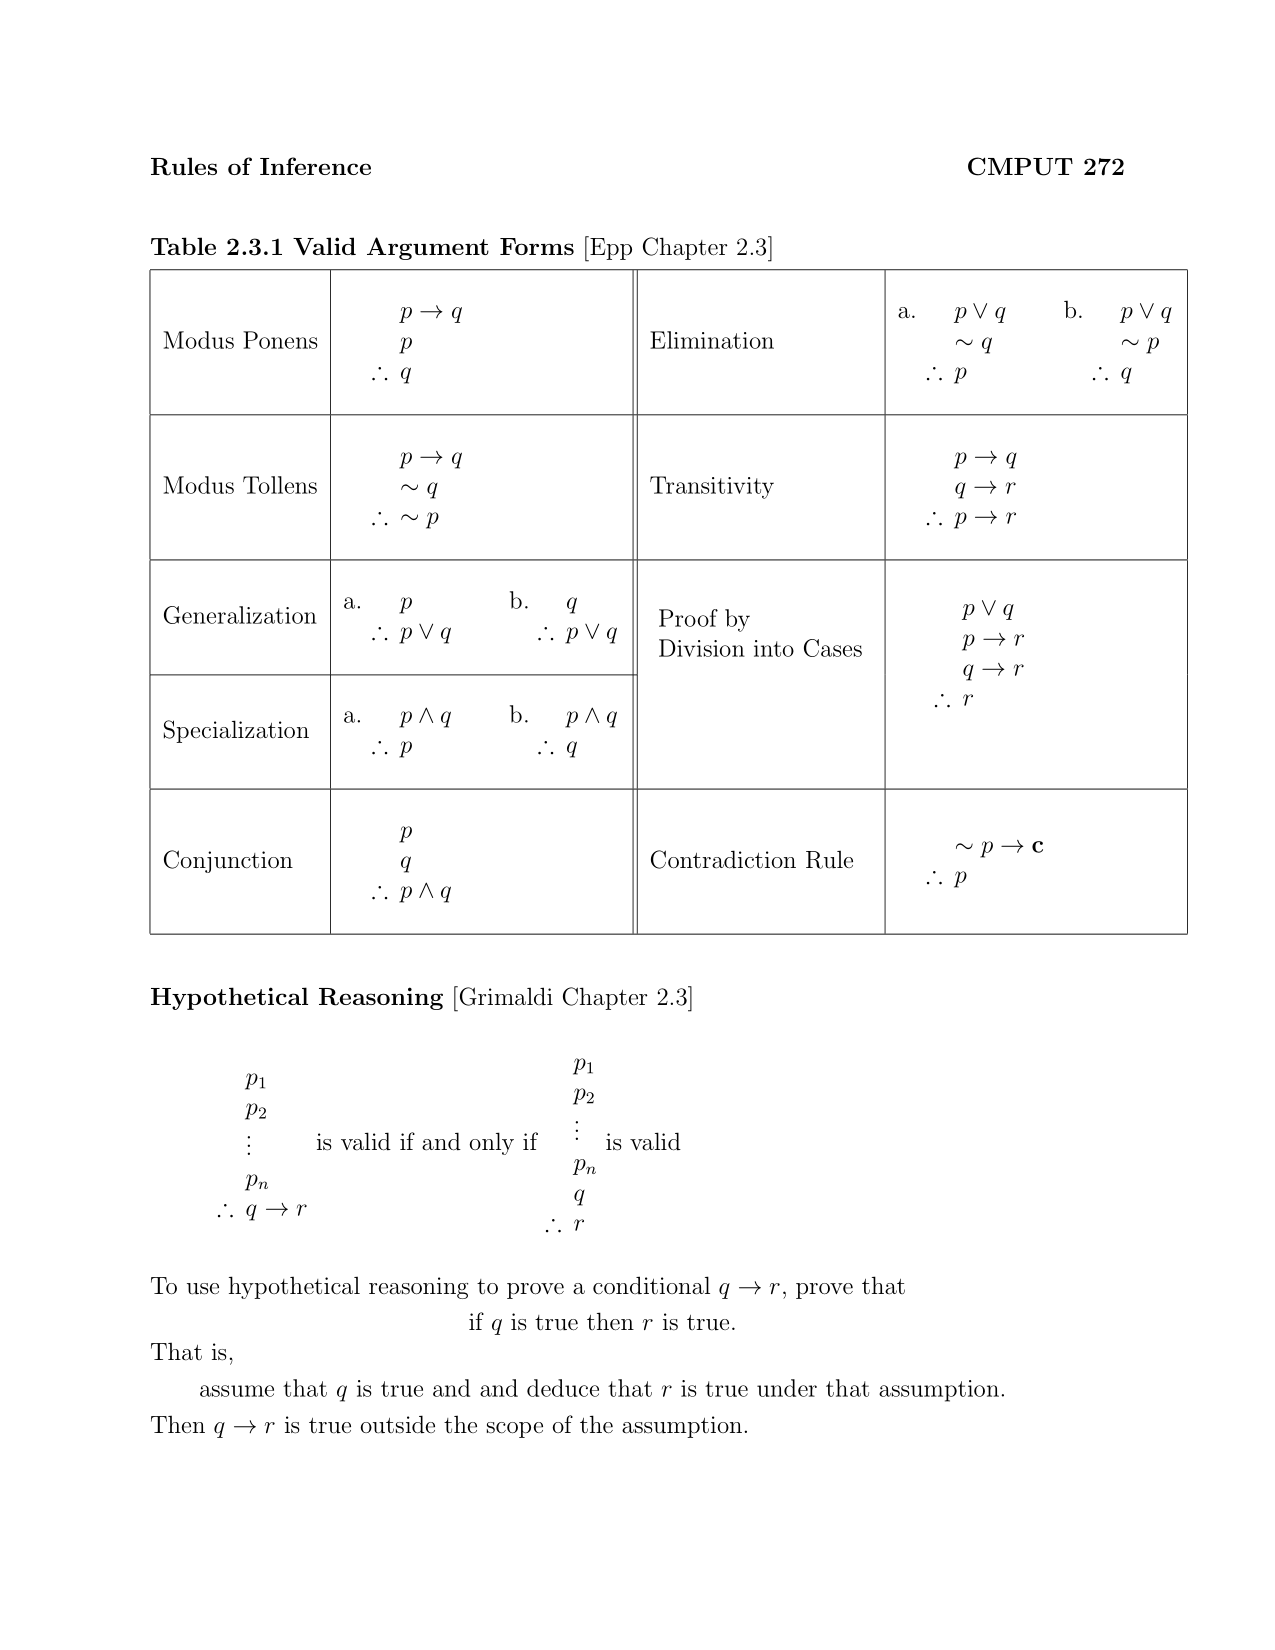 Rules of Inference CMPUT 272
Table 2.3.1 Valid Argument Forms [Epp Chapter 2.3]
Modus Ponens
p → q
p
∴ q
Elimination
a. p ∨ q b. p ∨ q
∼ q ∼ p
∴ p ∴ q
Modus Tollens
p → q
∼ q
∴ ∼ p
Transitivity
p → q
q → r
∴ p → r
Generalization
a. p b. q
∴ p ∨ q ∴ p ∨ q
Proof by
Division into Cases
p ∨ q
p → r
q → r
∴ r
Specialization
a. p ∧ q b. p ∧ q
∴ p ∴ q
Conjunction
p
q
∴ p ∧ q
Contradiction Rule
∼ p → c
∴ p
Hypothetical Reasoning [Grimaldi Chapter 2.3]
p₁
p₂
⋮
pₙ
∴ q → r
is valid if and only if
p₁
p₂
⋮
pₙ
q
∴ r
is valid
To use hypothetical reasoning to prove a conditional q → r, prove that
if q is true then r is true.
That is,
assume that q is true and and deduce that r is true under that assumption.
Then q → r is true outside the scope of the assumption.